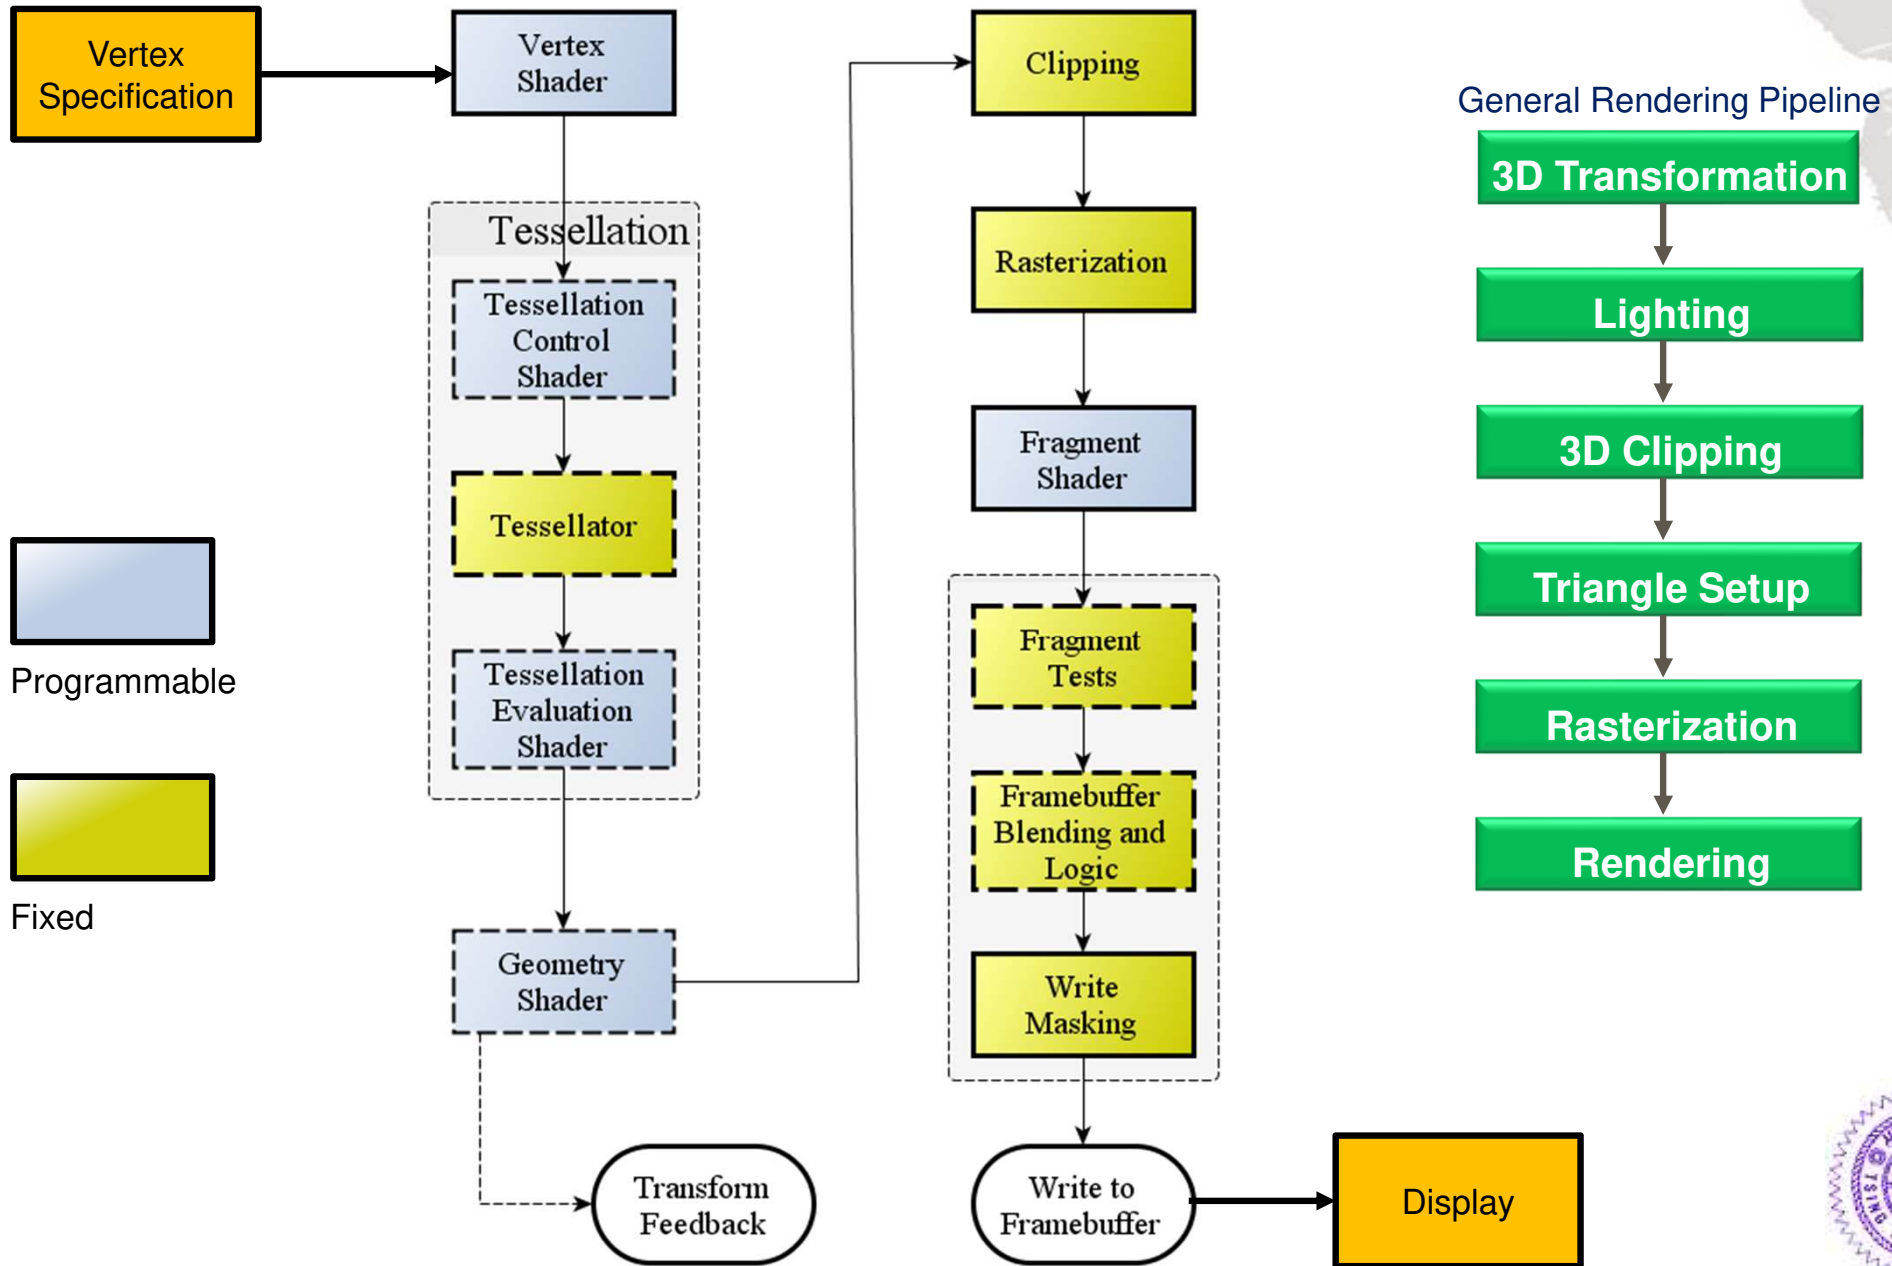 Vertex
Specification
Vertex
Shader
Tessellation
Tessellation
Control
Shader
Tessellator
Tessellation
Evaluation
Shader
Geometry
Shader
Transform
Feedback
Programmable
Fixed
Clipping
Rasterization
Fragment
Shader
Fragment
Tests
Framebuffer
Blending and
Logic
Write
Masking
Write to
Framebuffer
Display
General Rendering Pipeline
3D Transformation
Lighting
3D Clipping
Triangle Setup
Rasterization
Rendering
TSING